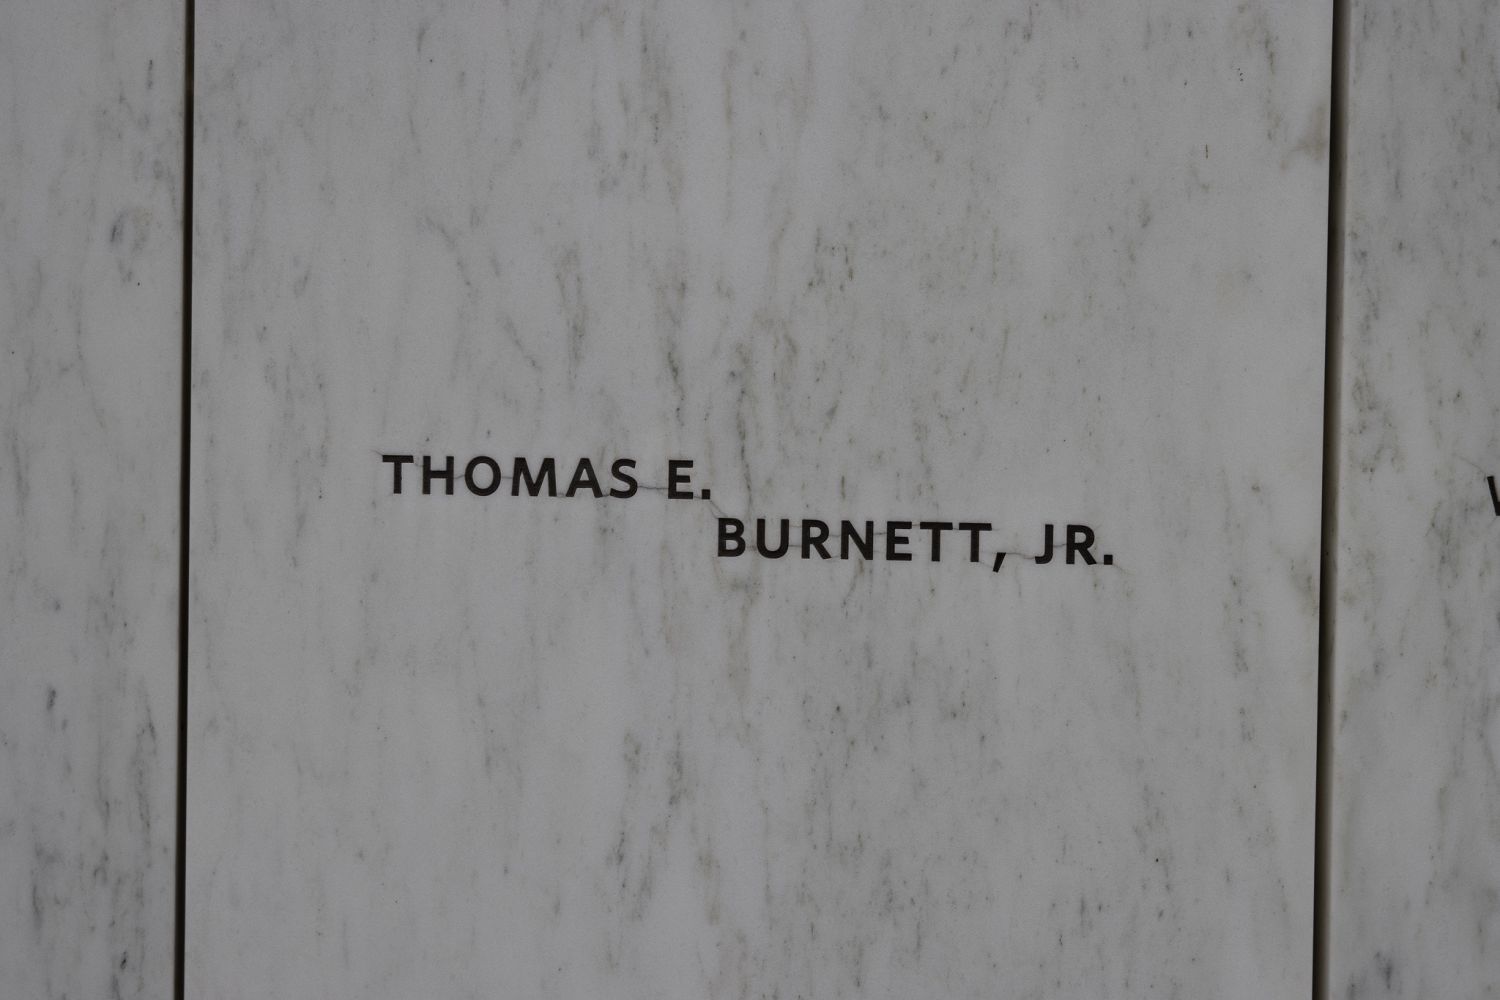 THOMAS E.
BURNETT, JR.